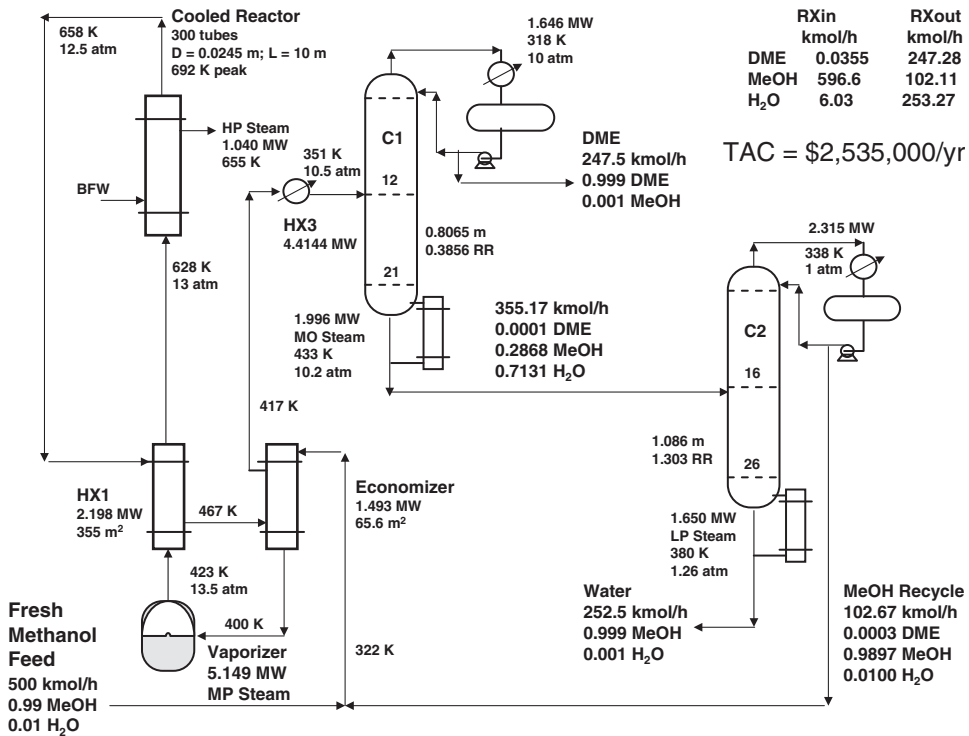 Cooled Reactor
300 tubes
D = 0.0245 m; L = 10 m
692 K peak
658 K
12.5 atm
HP Steam
1.040 MW
655 K
BFW
628 K
13 atm
351 K
10.5 atm
HX3
4.4144 MW
417 K
HX1
2.198 MW
355 m²
467 K
Economizer
1.493 MW
65.6 m²
423 K
13.5 atm
400 K
Vaporizer
5.149 MW
MP Steam
322 K
Fresh
Methanol
Feed
500 kmol/h
0.99 MeOH
0.01 H₂O
1.646 MW
318 K
10 atm
C1
12
21
0.8065 m
0.3856 RR
1.996 MW
MO Steam
433 K
10.2 atm
DME
247.5 kmol/h
0.999 DME
0.001 MeOH
355.17 kmol/h
0.0001 DME
0.2868 MeOH
0.7131 H₂O
RXin RXout
kmol/h kmol/h
DME 0.0355 247.28
MeOH 596.6 102.11
H₂O 6.03 253.27
TAC = $2,535,000/yr
2.315 MW
338 K
1 atm
C2
16
26
1.086 m
1.303 RR
1.650 MW
LP Steam
380 K
1.26 atm
Water
252.5 kmol/h
0.999 MeOH
0.001 H₂O
MeOH Recycle
102.67 kmol/h
0.0003 DME
0.9897 MeOH
0.0100 H₂O